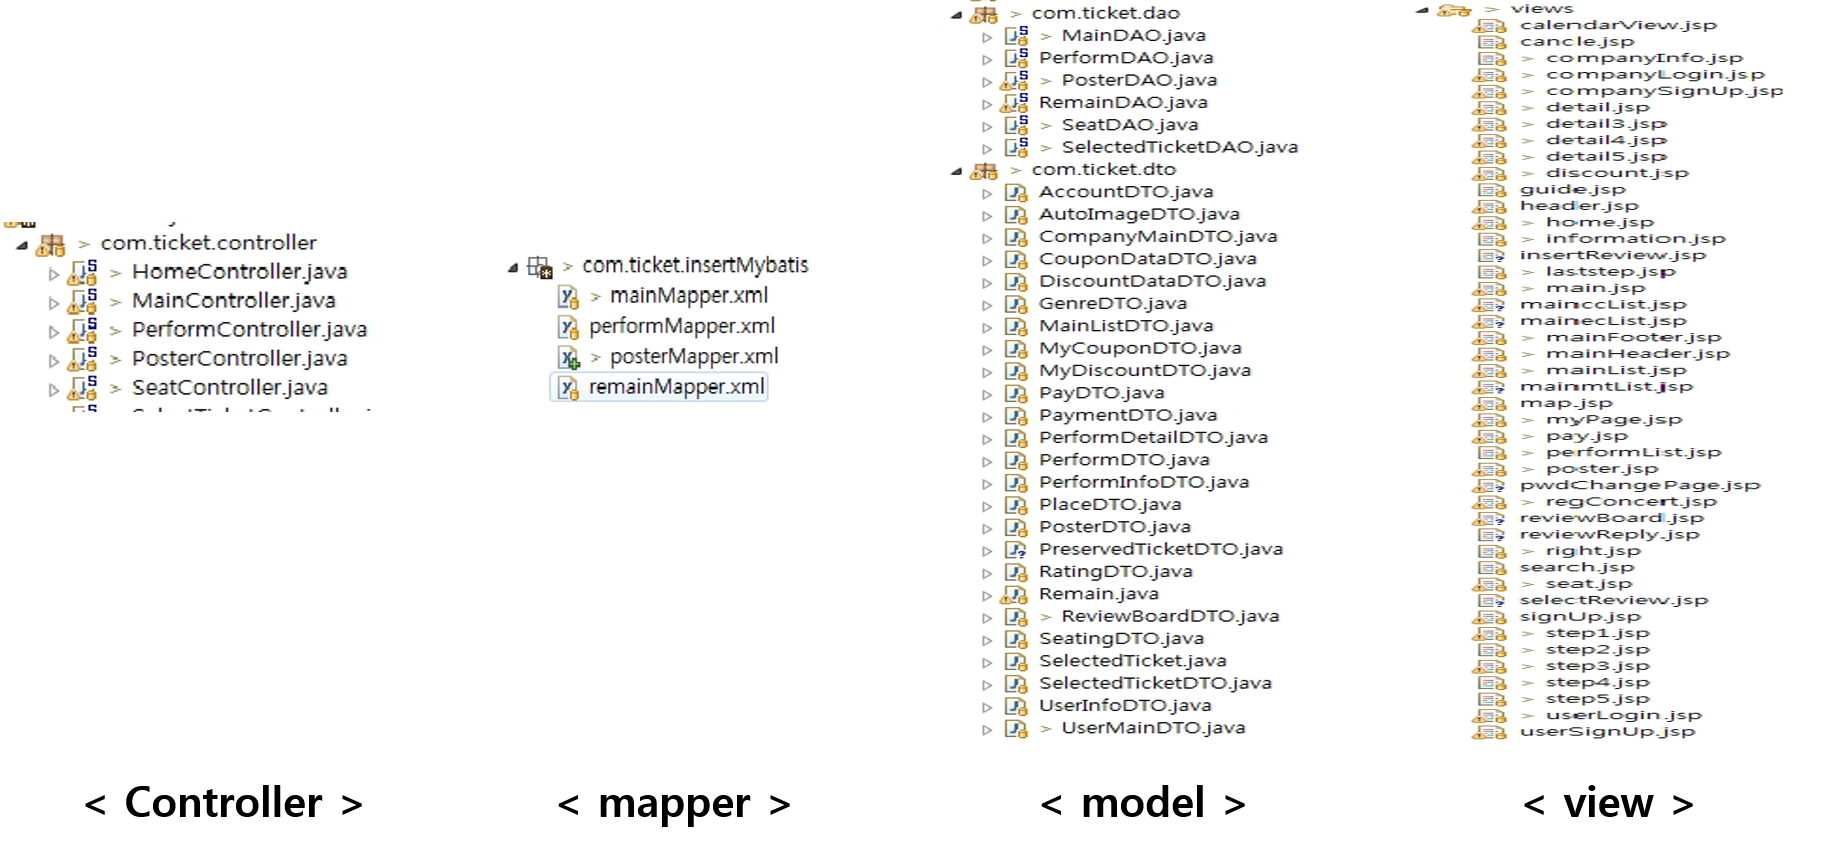 > com.ticket.controller
> HomeController.java
> MainController.java
> PerformController.java
> PosterController.java
> SeatController.java
< Controller >
> com.ticket.insertMybatis
> mainMapper.xml
performMapper.xml
> posterMapper.xml
remainMapper.xml
< mapper >
> com.ticket.dao
> MainDAO.java
PerformDAO.java
> PosterDAO.java
RemainDAO.java
> SeatDAO.java
> SelectedTicketDAO.java
> com.ticket.dto
AccountDTO.java
AutoImageDTO.java
CompanyMainDTO.java
CouponDataDTO.java
DiscountDataDTO.java
GenreDTO.java
MainListDTO.java
MyCouponDTO.java
MyDiscountDTO.java
PayDTO.java
PaymentDTO.java
PerformDetailDTO.java
PerformDTO.java
PerformInfoDTO.java
PlaceDTO.java
PosterDTO.java
PreservedTicketDTO.java
RatingDTO.java
Remain.java
> ReviewBoardDTO.java
SeatingDTO.java
SelectedTicket.java
SelectedTicketDTO.java
UserInfoDTO.java
> UserMainDTO.java
< model >
> views
calendarView.jsp
cancle.jsp
> companyInfo.jsp
> companyLogin.jsp
> companySignUp.jsp
> detail.jsp
> detail3.jsp
> detail4.jsp
> detail5.jsp
> discount.jsp
guide.jsp
header.jsp
> home.jsp
> information.jsp
insertReview.jsp
> laststep.jsp
> main.jsp
mainccList.jsp
mainecList.jsp
> mainFooter.jsp
> mainHeader.jsp
> mainList.jsp
mainmtList.jsp
map.jsp
> myPage.jsp
> pay.jsp
> performList.jsp
> poster.jsp
pwdChangePage.jsp
> regConcert.jsp
reviewBoard.jsp
reviewReply.jsp
> right.jsp
search.jsp
> seat.jsp
selectReview.jsp
signUp.jsp
> step1.jsp
> step2.jsp
> step3.jsp
> step4.jsp
> step5.jsp
> userLogin.jsp
userSignUp.jsp
< view >